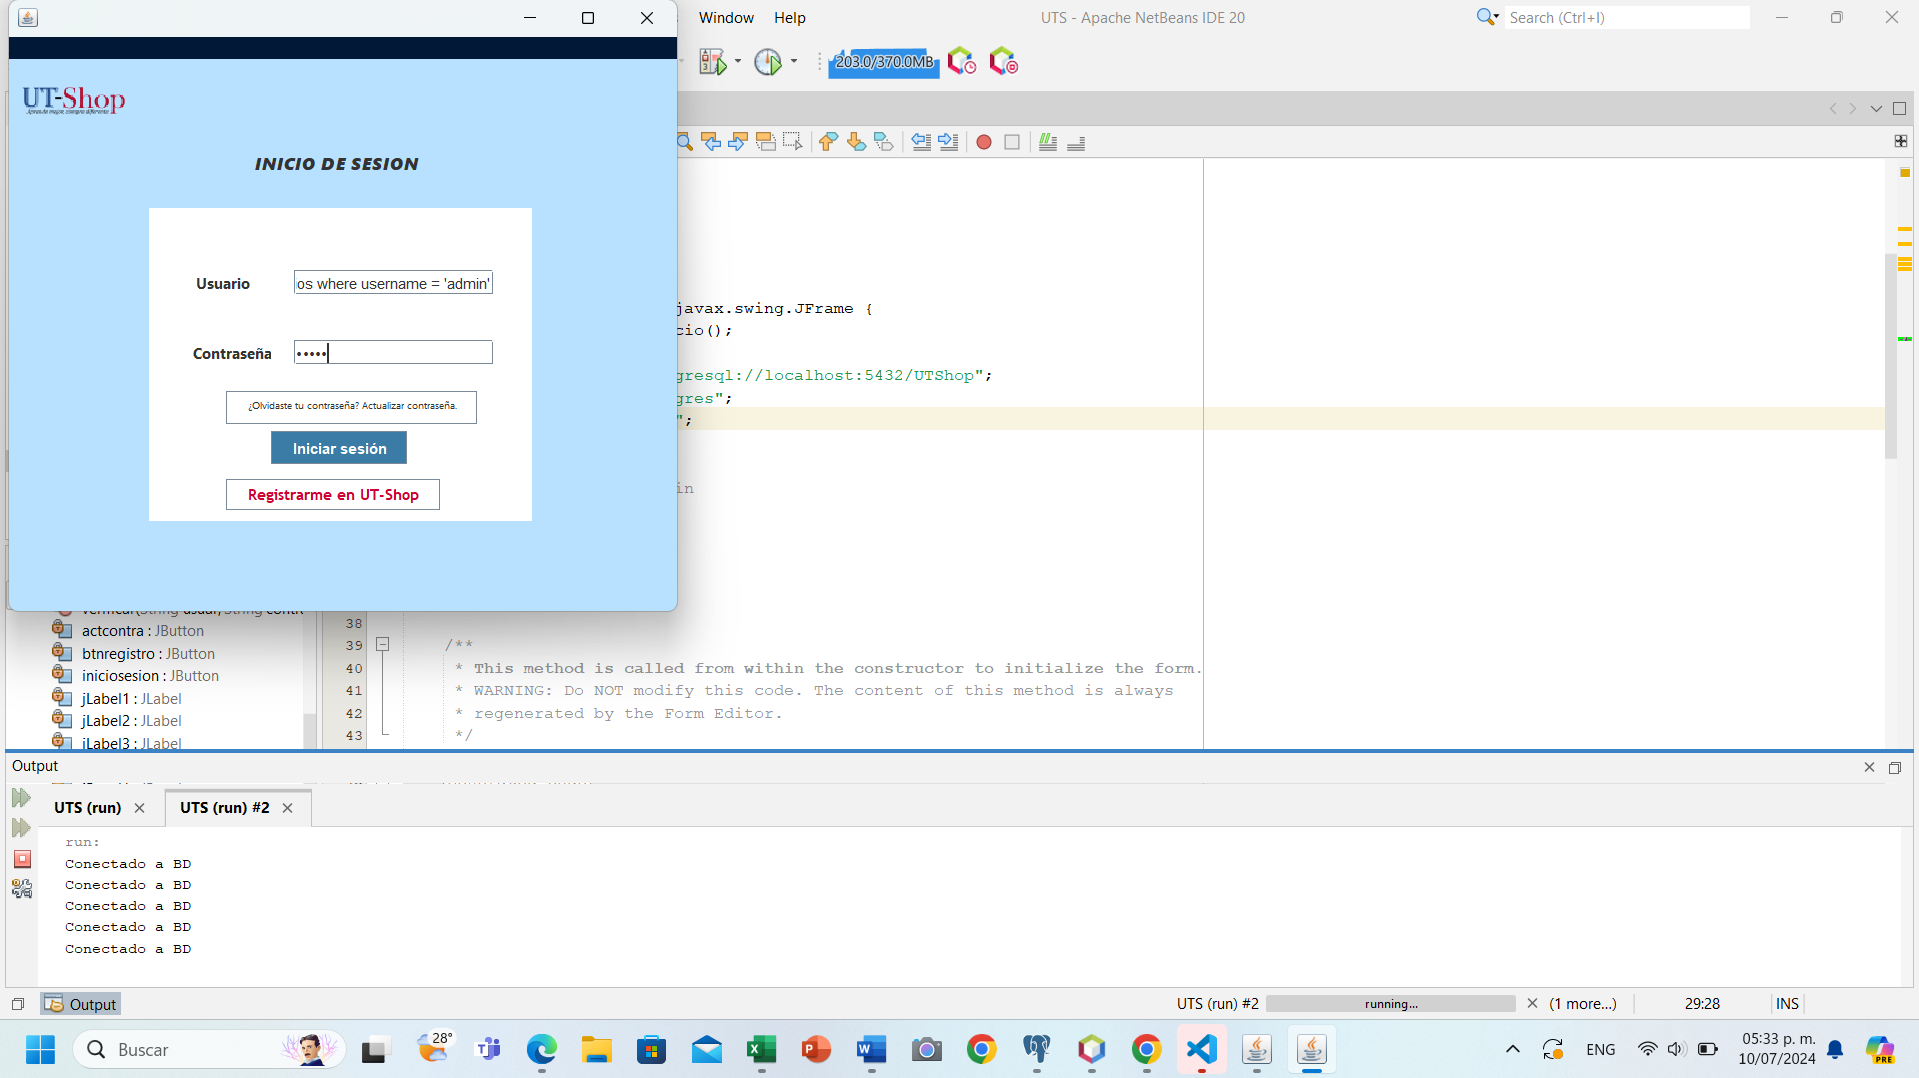 Window Help
UTS - Apache NetBeans IDE 20
Search (Ctrl+I)
203.0/370.0MB
UT-Shop
INICIO DE SESION
Usuario
os where username = 'admin'
Contraseña
¿Olvidaste tu contraseña? Actualizar contraseña.
Iniciar sesión
Registrarme en UT-Shop
javax.swing.JFrame {
cio();
gresql://localhost:5432/UTShop";
gres";
";
in
actcontra : JButton
btnregistro : JButton
iniciosesion : JButton
jLabel1 : JLabel
jLabel2 : JLabel
jLabel3 : JLabel
38
39 /**
40 * This method is called from within the constructor to initialize the form.
41 * WARNING: Do NOT modify this code. The content of this method is always
42 * regenerated by the Form Editor.
43 */
Output
UTS (run)
UTS (run) #2
run:
Conectado a BD
Conectado a BD
Conectado a BD
Conectado a BD
Conectado a BD
Output
UTS (run) #2
running...
(1 more...)
29:28
INS
Buscar
28°
ENG
05:33 p. m.
10/07/2024
PRE